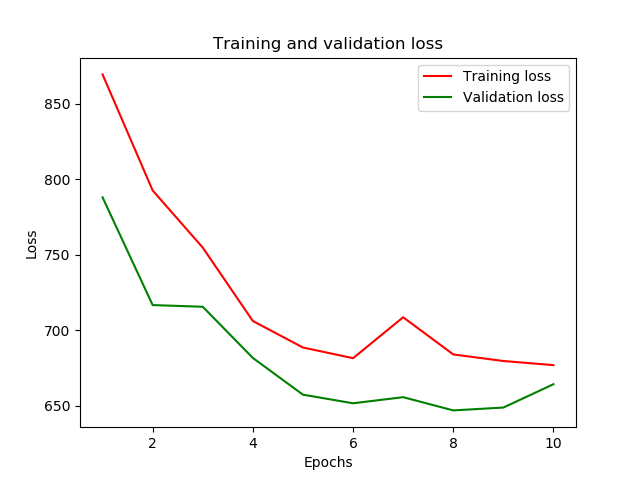 Training and validation loss
Training loss
Validation loss
850
800
750
700
650
Loss
2 4 6 8 10
Epochs